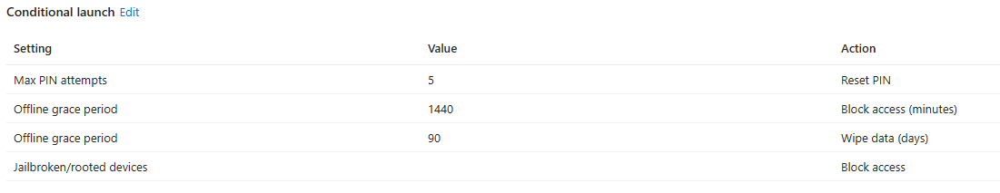 Conditional launch Edit
Setting Value Action
Max PIN attempts 5 Reset PIN
Offline grace period 1440 Block access (minutes)
Offline grace period 90 Wipe data (days)
Jailbroken/rooted devices Block access